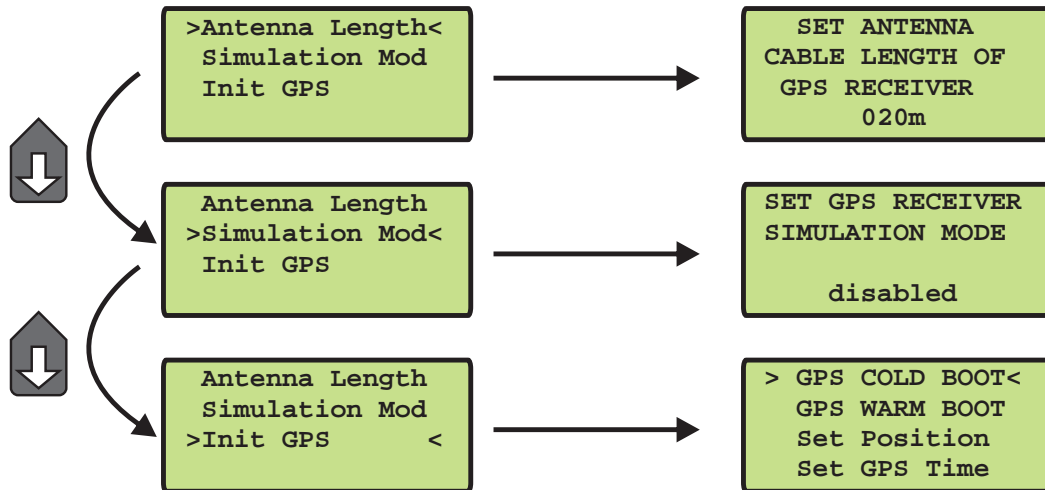 >Antenna Length<
Simulation Mod
Init GPS
SET ANTENNA
CABLE LENGTH OF
GPS RECEIVER
020m
Antenna Length
>Simulation Mod<
Init GPS
SET GPS RECEIVER
SIMULATION MODE
disabled
Antenna Length
Simulation Mod
>Init GPS <
> GPS COLD BOOT<
GPS WARM BOOT
Set Position
Set GPS Time